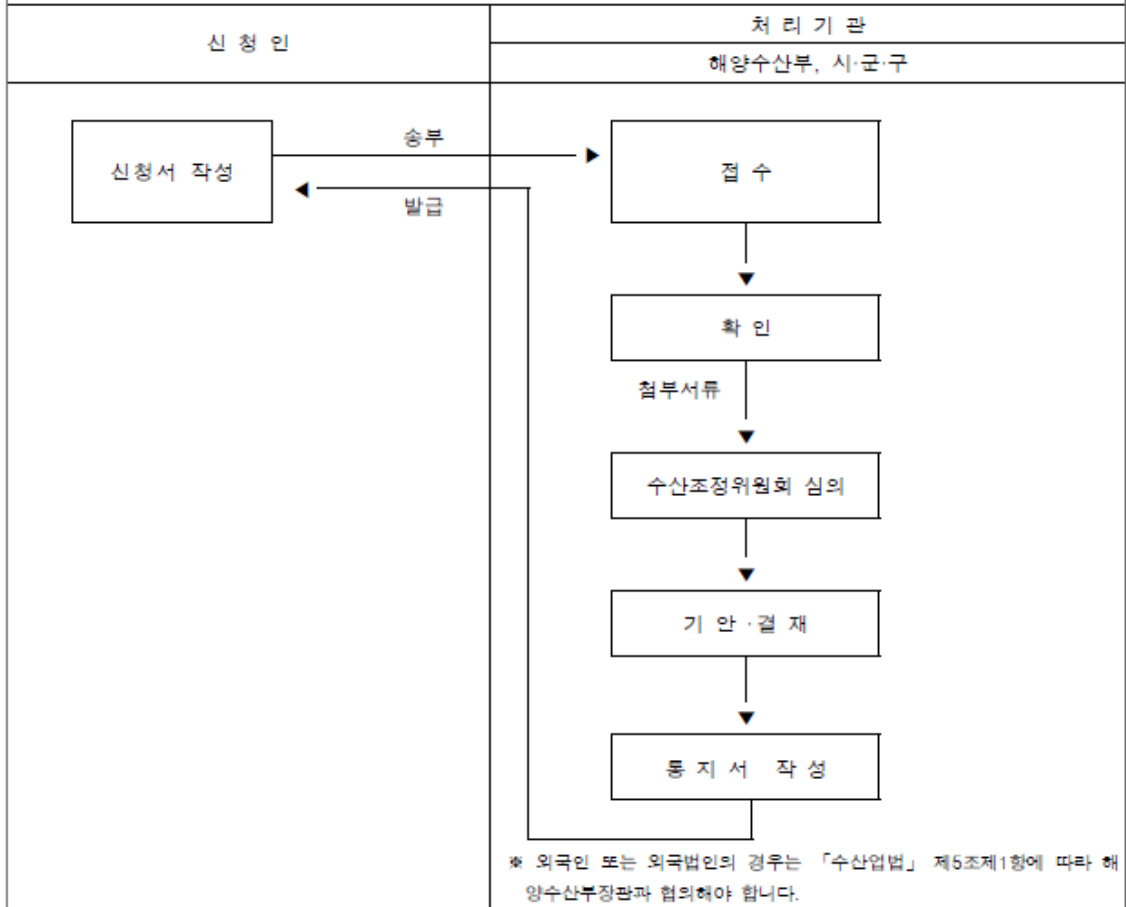 신 청 인
처 리 기 관
해양수산부, 시·군·구
신청서 작성
송부
발급
접 수
확 인
첨부서류
수산조정위원회 심의
기 안 ·결 재
통 지 서 작 성
※ 외국인 또는 외국법인의 경우는 「수산업법」 제5조제1항에 따라 해
양수산부장관과 협의해야 합니다.